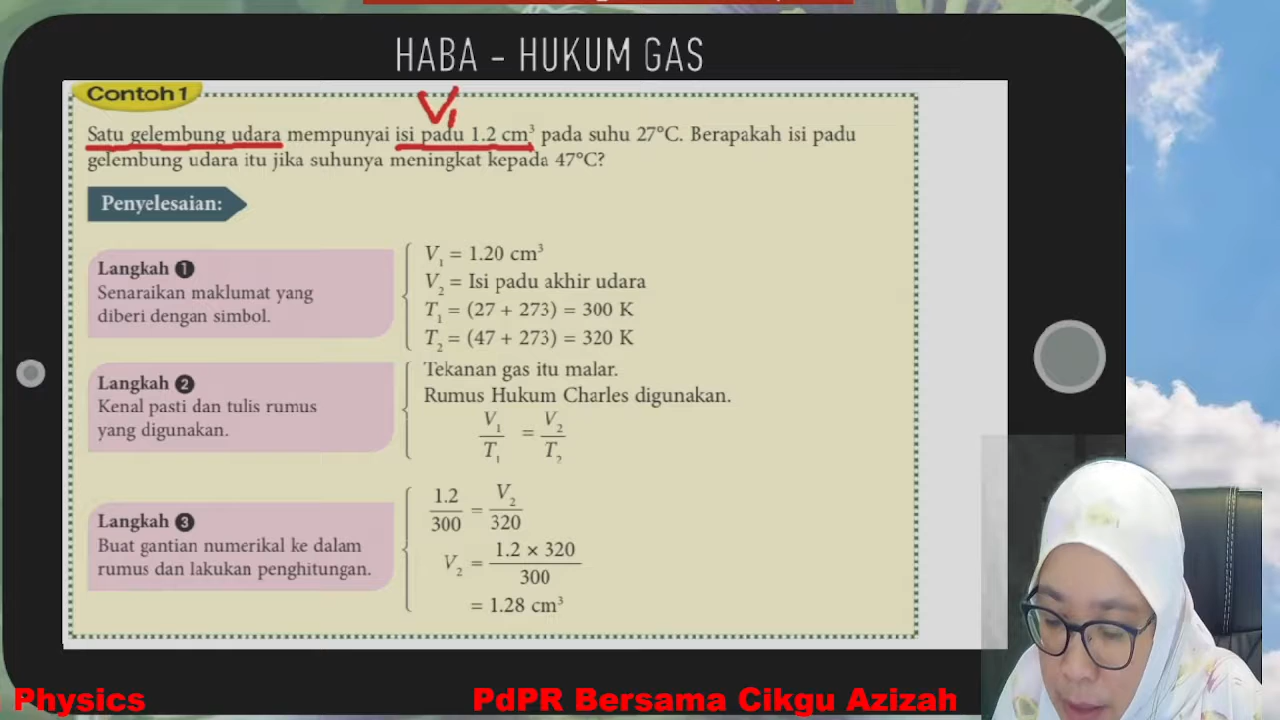 HABA - HUKUM GAS
Contoh 1
V₁
Satu gelembung udara mempunyai isi padu 1.2 cm³ pada suhu 27°C. Berapakah isi padu
gelembung udara itu jika suhunya meningkat kepada 47°C?
Penyelesaian:
Langkah ❶
Senaraikan maklumat yang
diberi dengan simbol.
V₁ = 1.20 cm³
V₂ = Isi padu akhir udara
T₁ = (27 + 273) = 300 K
T₂ = (47 + 273) = 320 K
Langkah ❷
Kenal pasti dan tulis rumus
yang digunakan.
Tekanan gas itu malar.
Rumus Hukum Charles digunakan.
V₁/T₁ = V₂/T₂
Langkah ❸
Buat gantian numerikal ke dalam
rumus dan lakukan penghitungan.
1.2/300 = V₂/320
V₂ = 1.2 × 320/300
= 1.28 cm³
Physics
PdPR Bersama Cikgu Azizah